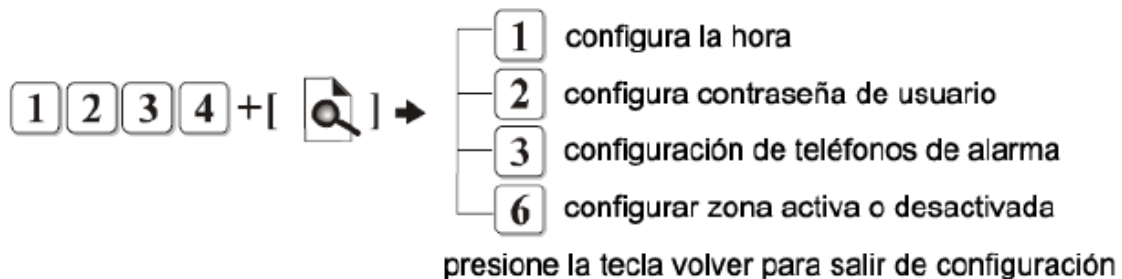 1 configura la hora
1 2 3 4 +[ ] 2 configura contraseña de usuario
3 configuración de teléfonos de alarma
6 configurar zona activa o desactivada
presione la tecla volver para salir de configuración